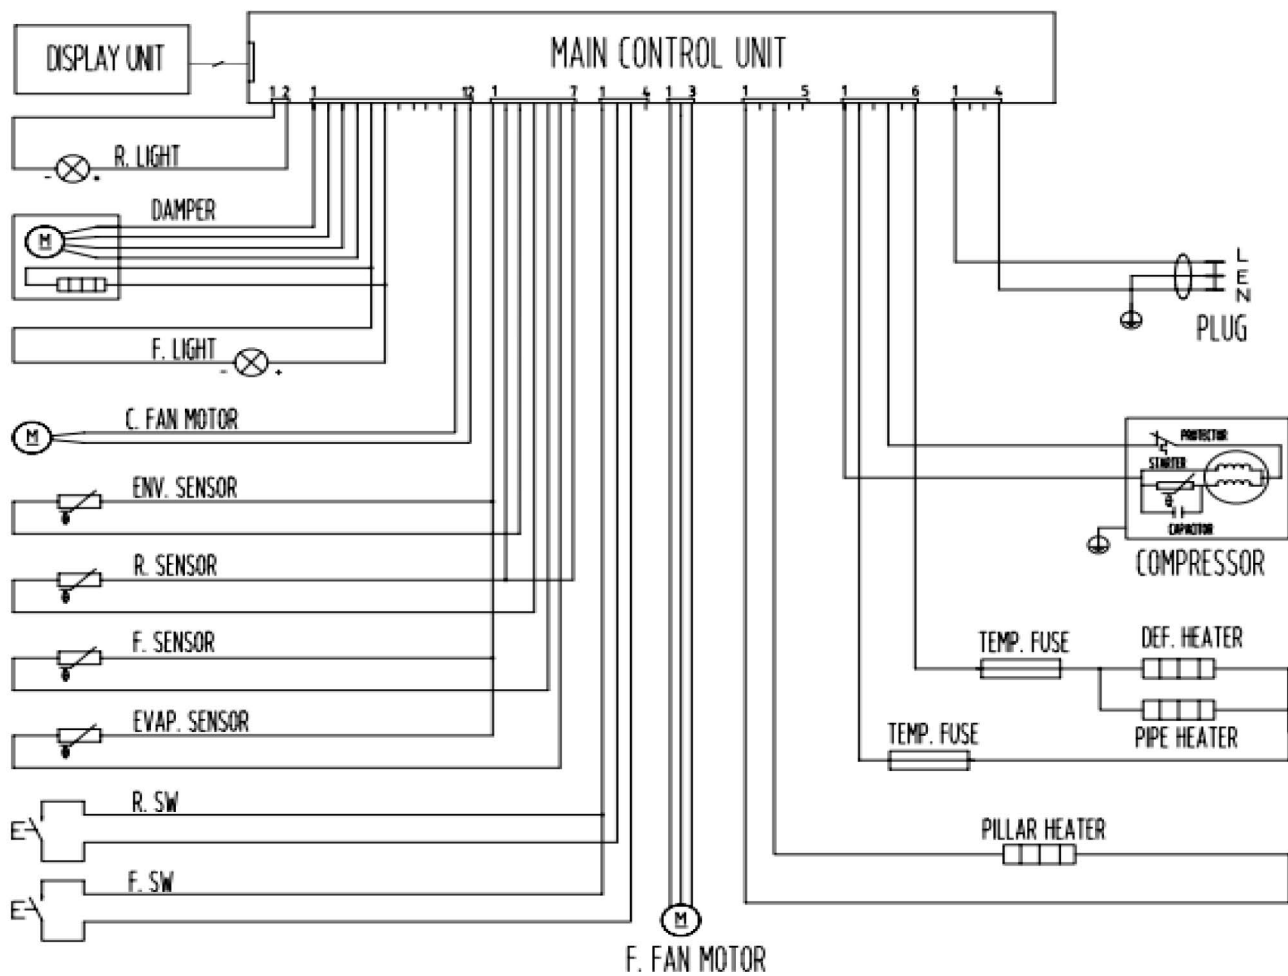 DISPLAY UNIT
MAIN CONTROL UNIT
1 2 1 12 1 7 1 4 1 3 1 5 1 6 1 4
R. LIGHT
- +
DAMPER
M
F. LIGHT
- +
C. FAN MOTOR
M
ENV. SENSOR
θ
R. SENSOR
θ
F. SENSOR
θ
EVAP. SENSOR
θ
R. SW
F. SW
M
F. FAN MOTOR
L
E
N
PLUG
PROTECTOR
STARTER
θ
CAPACITOR
COMPRESSOR
TEMP. FUSE
DEF. HEATER
PIPE HEATER
TEMP. FUSE
PILLAR HEATER